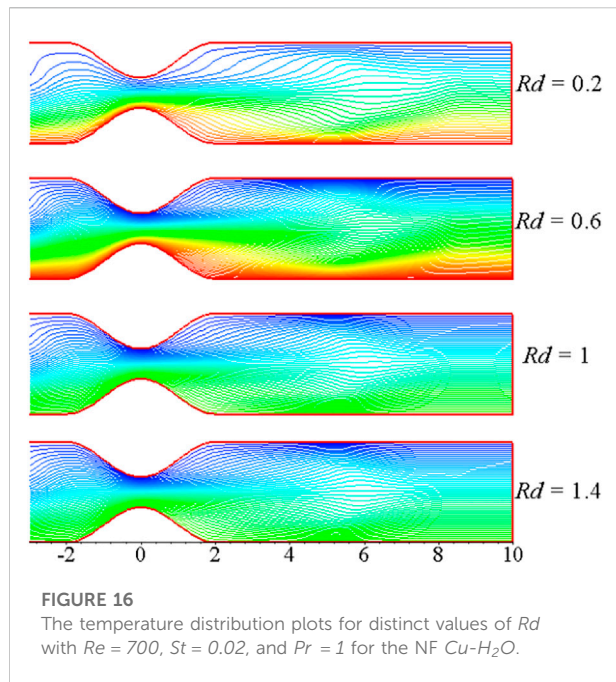 Rd = 0.2
Rd = 0.6
Rd = 1
Rd = 1.4
-2 0 2 4 6 8 10
FIGURE 16
The temperature distribution plots for distinct values of Rd
with Re = 700, St = 0.02, and Pr = 1 for the NF Cu-H₂O.